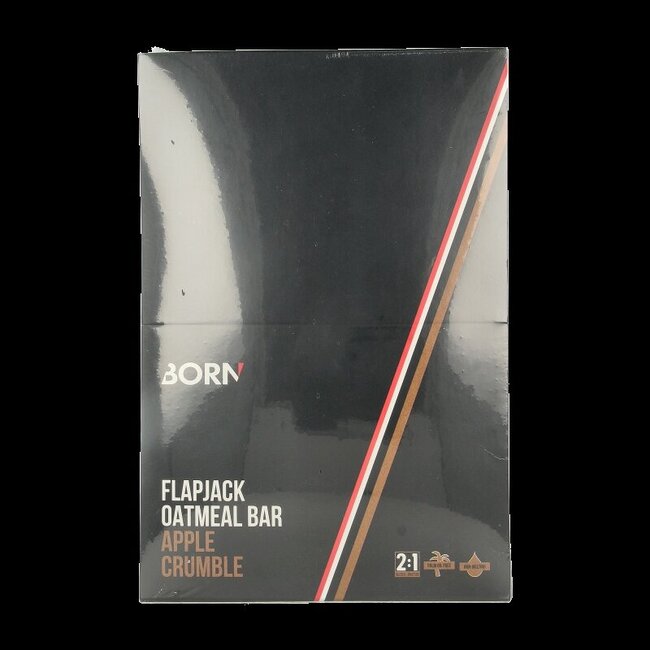 BORN
FLAPJACK
OATMEAL BAR
APPLE
CRUMBLE
2:1